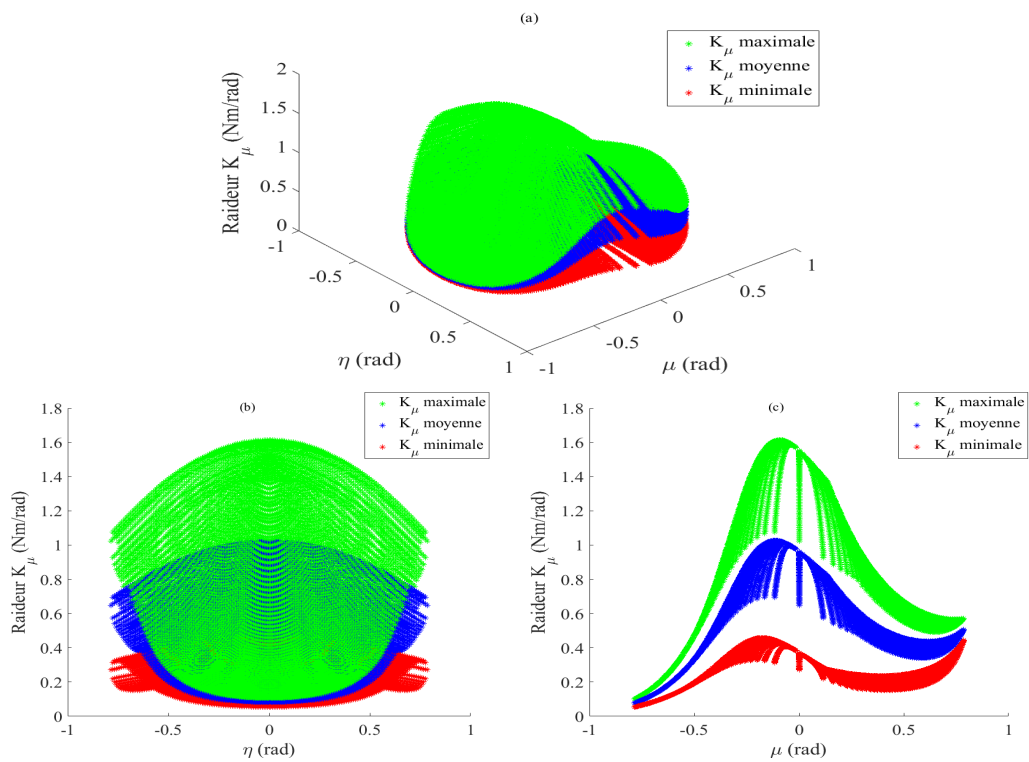 (a)
K_μ maximale
K_μ moyenne
K_μ minimale
Raideur K_μ (Nm/rad)
2
1.5
1
0.5
0
-1
-0.5
0
0.5
1
η (rad)
-1
-0.5
0
0.5
1
μ (rad)
(b)
K_μ maximale
K_μ moyenne
K_μ minimale
Raideur K_μ (Nm/rad)
1.8
1.6
1.4
1.2
1
0.8
0.6
0.4
0.2
0
-1
-0.5
0
0.5
1
η (rad)
(c)
K_μ maximale
K_μ moyenne
K_μ minimale
Raideur K_μ (Nm/rad)
1.8
1.6
1.4
1.2
1
0.8
0.6
0.4
0.2
0
-1
-0.5
0
0.5
1
μ (rad)